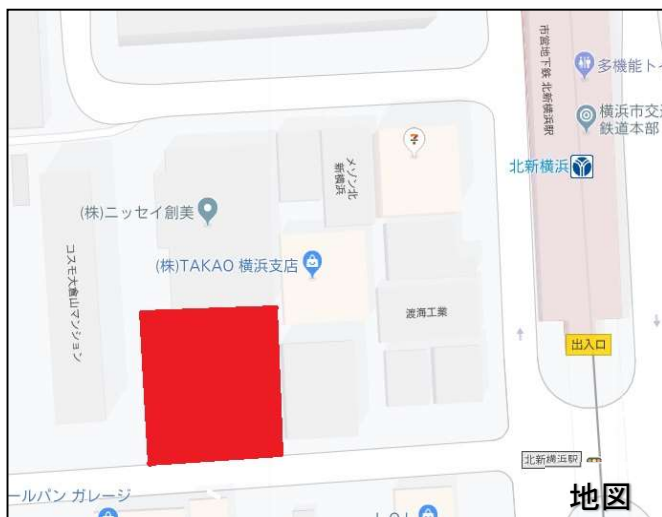 市営地下鉄 北新横浜駅
多機能トイ
横浜市交通
鉄道本部
北新横浜
メゾン北
新横浜
(株)ニッセイ創美
(株)TAKAO 横浜支店
コスモ大倉山マンション
渡海工業
出入口
北新横浜駅
ールパン ガレージ
地図